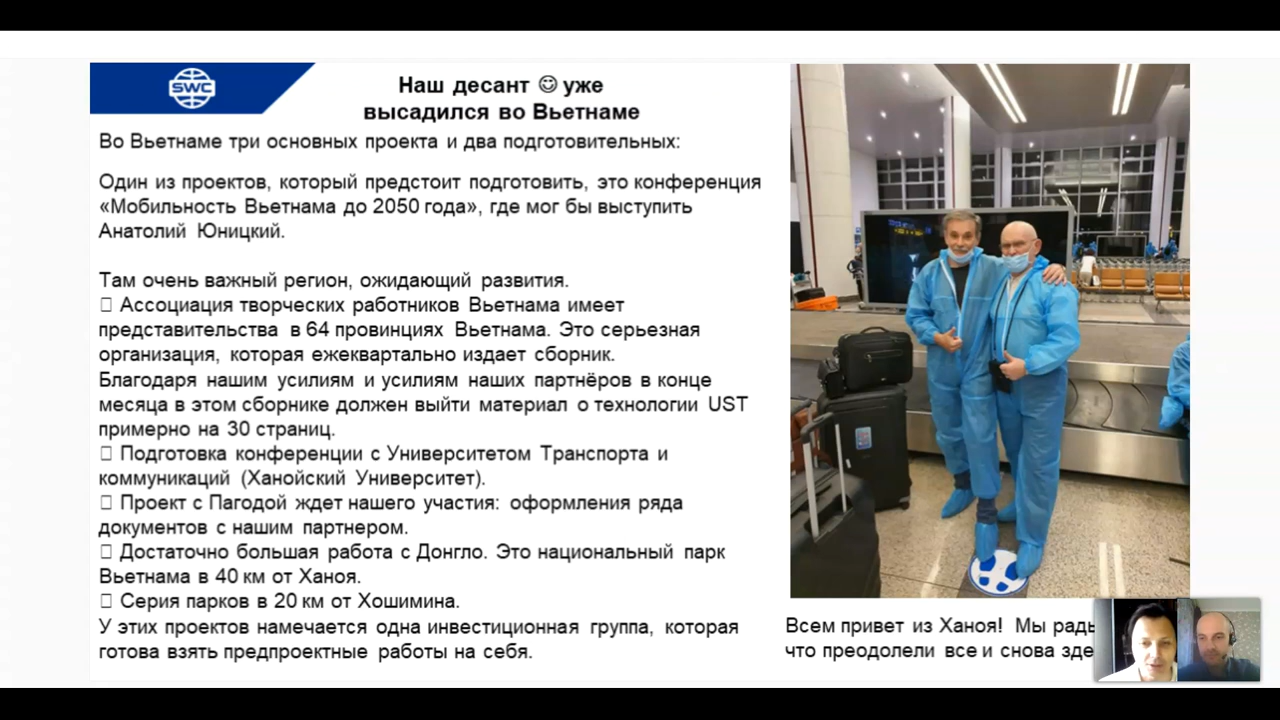 SWC
Наш десант ☺ уже
высадился во Вьетнаме
Во Вьетнаме три основных проекта и два подготовительных:
Один из проектов, который предстоит подготовить, это конференция
«Мобильность Вьетнама до 2050 года», где мог бы выступить
Анатолий Юницкий.
Там очень важный регион, ожидающий развития.
▯ Ассоциация творческих работников Вьетнама имеет
представительства в 64 провинциях Вьетнама. Это серьезная
организация, которая ежеквартально издает сборник.
Благодаря нашим усилиям и усилиям наших партнёров в конце
месяца в этом сборнике должен выйти материал о технологии UST
примерно на 30 страниц.
▯ Подготовка конференции с Университетом Транспорта и
коммуникаций (Ханойский Университет).
▯ Проект с Пагодой ждет нашего участия: оформления ряда
документов с нашим партнером.
▯ Достаточно большая работа с Донгло. Это национальный парк
Вьетнама в 40 км от Ханоя.
▯ Серия парков в 20 км от Хошимина.
У этих проектов намечается одна инвестиционная группа, которая
готова взять предпроектные работы на себя.
Всем привет из Ханоя! Мы
что преодолели все и снова